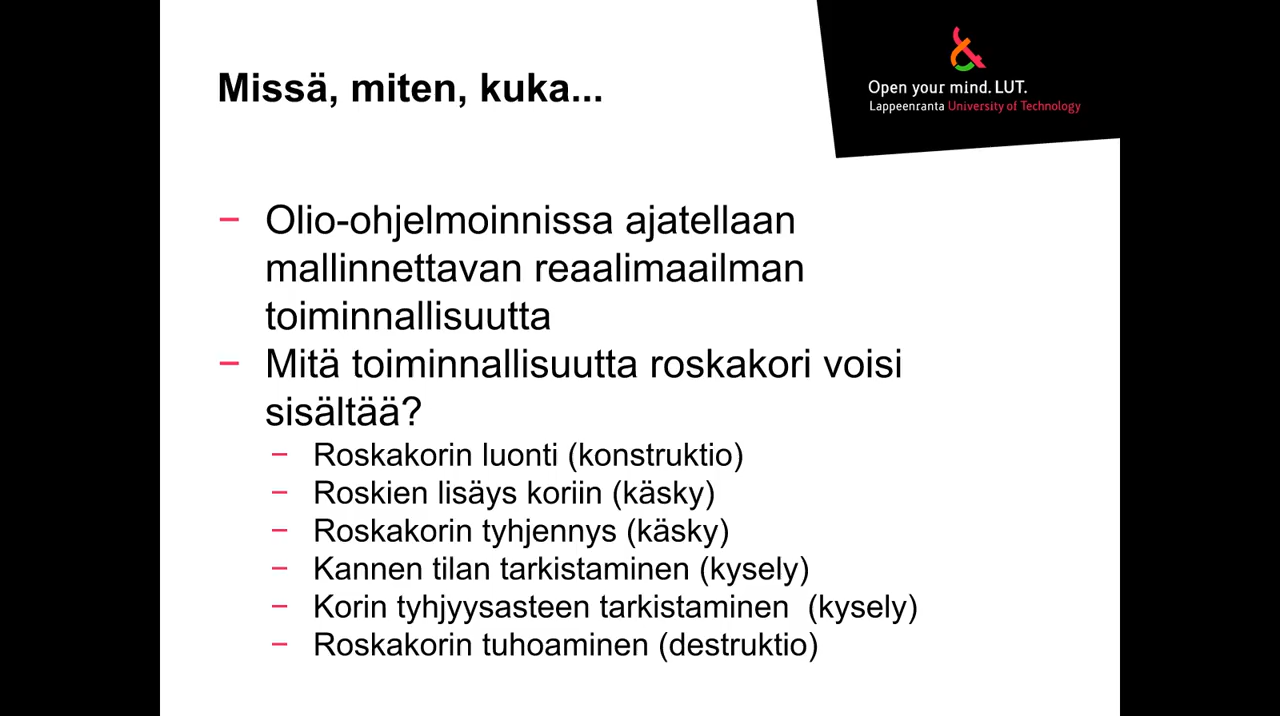 Missä, miten, kuka...
Open your mind. LUT.
Lappeenranta University of Technology
− Olio-ohjelmoinnissa ajatellaan
mallinnettavan reaalimaailman
toiminnallisuutta
− Mitä toiminnallisuutta roskakori voisi
sisältää?
− Roskakorin luonti (konstruktio)
− Roskien lisäys koriin (käsky)
− Roskakorin tyhjennys (käsky)
− Kannen tilan tarkistaminen (kysely)
− Korin tyhjyysasteen tarkistaminen (kysely)
− Roskakorin tuhoaminen (destruktio)